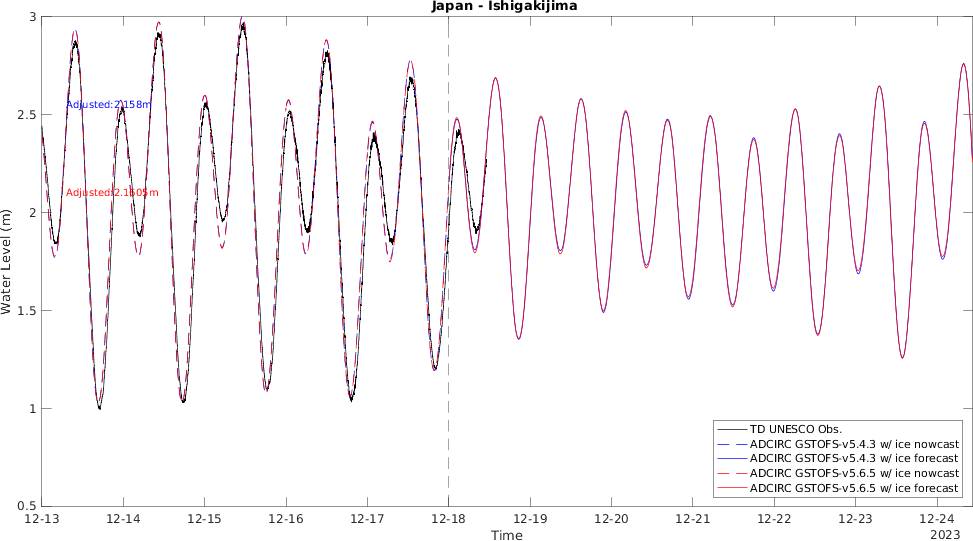 Japan - Ishigakijima
3
2.5
2
1.5
1
0.5
Water Level (m)
Adjusted:2.158m
Adjusted:2.1605m
TD UNESCO Obs.
ADCIRC GSTOFS-v5.4.3 w/ ice nowcast
ADCIRC GSTOFS-v5.4.3 w/ ice forecast
ADCIRC GSTOFS-v5.6.5 w/ ice nowcast
ADCIRC GSTOFS-v5.6.5 w/ ice forecast
12-13 12-14 12-15 12-16 12-17 12-18 12-19 12-20 12-21 12-22 12-23 12-24
Time
2023